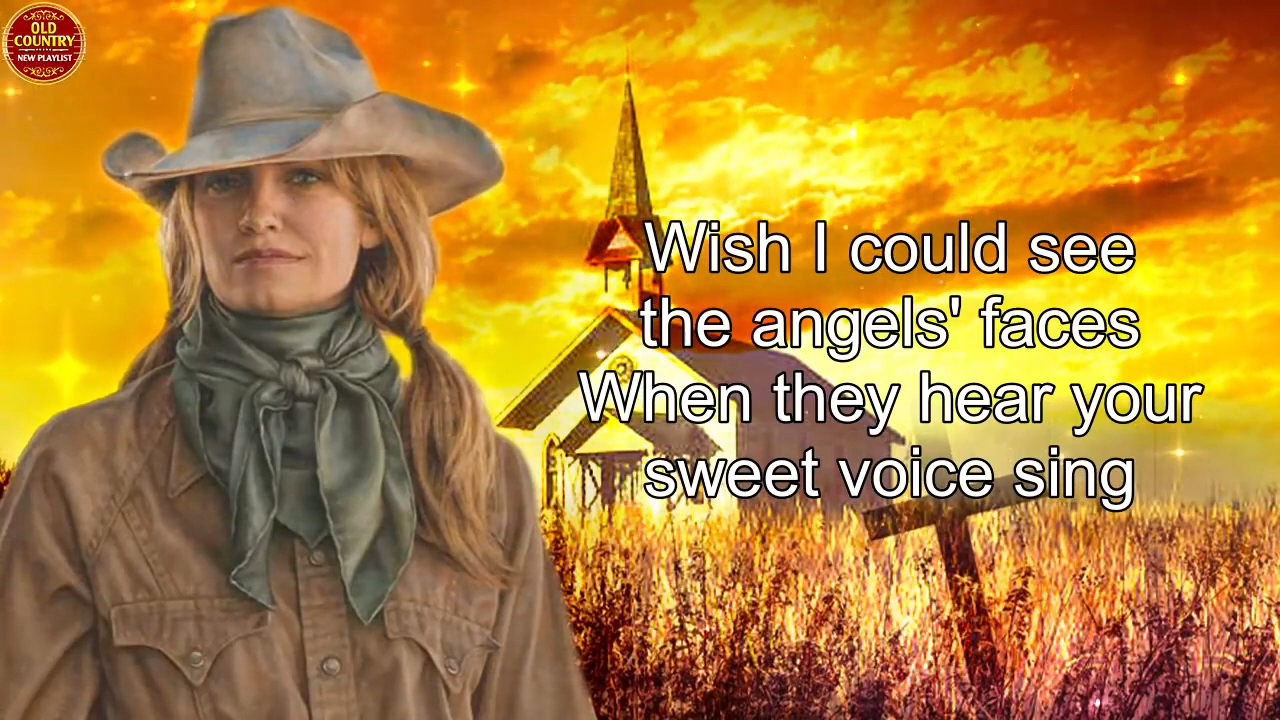 OLD
COUNTRY
NEW PLAYLIST
Wish I could see
the angels' faces
When they hear your
sweet voice sing